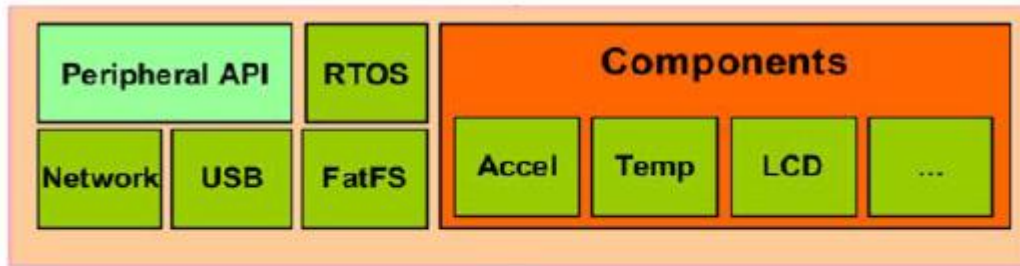 Peripheral API
RTOS
Components
Network
USB
FatFS
Accel
Temp
LCD
...